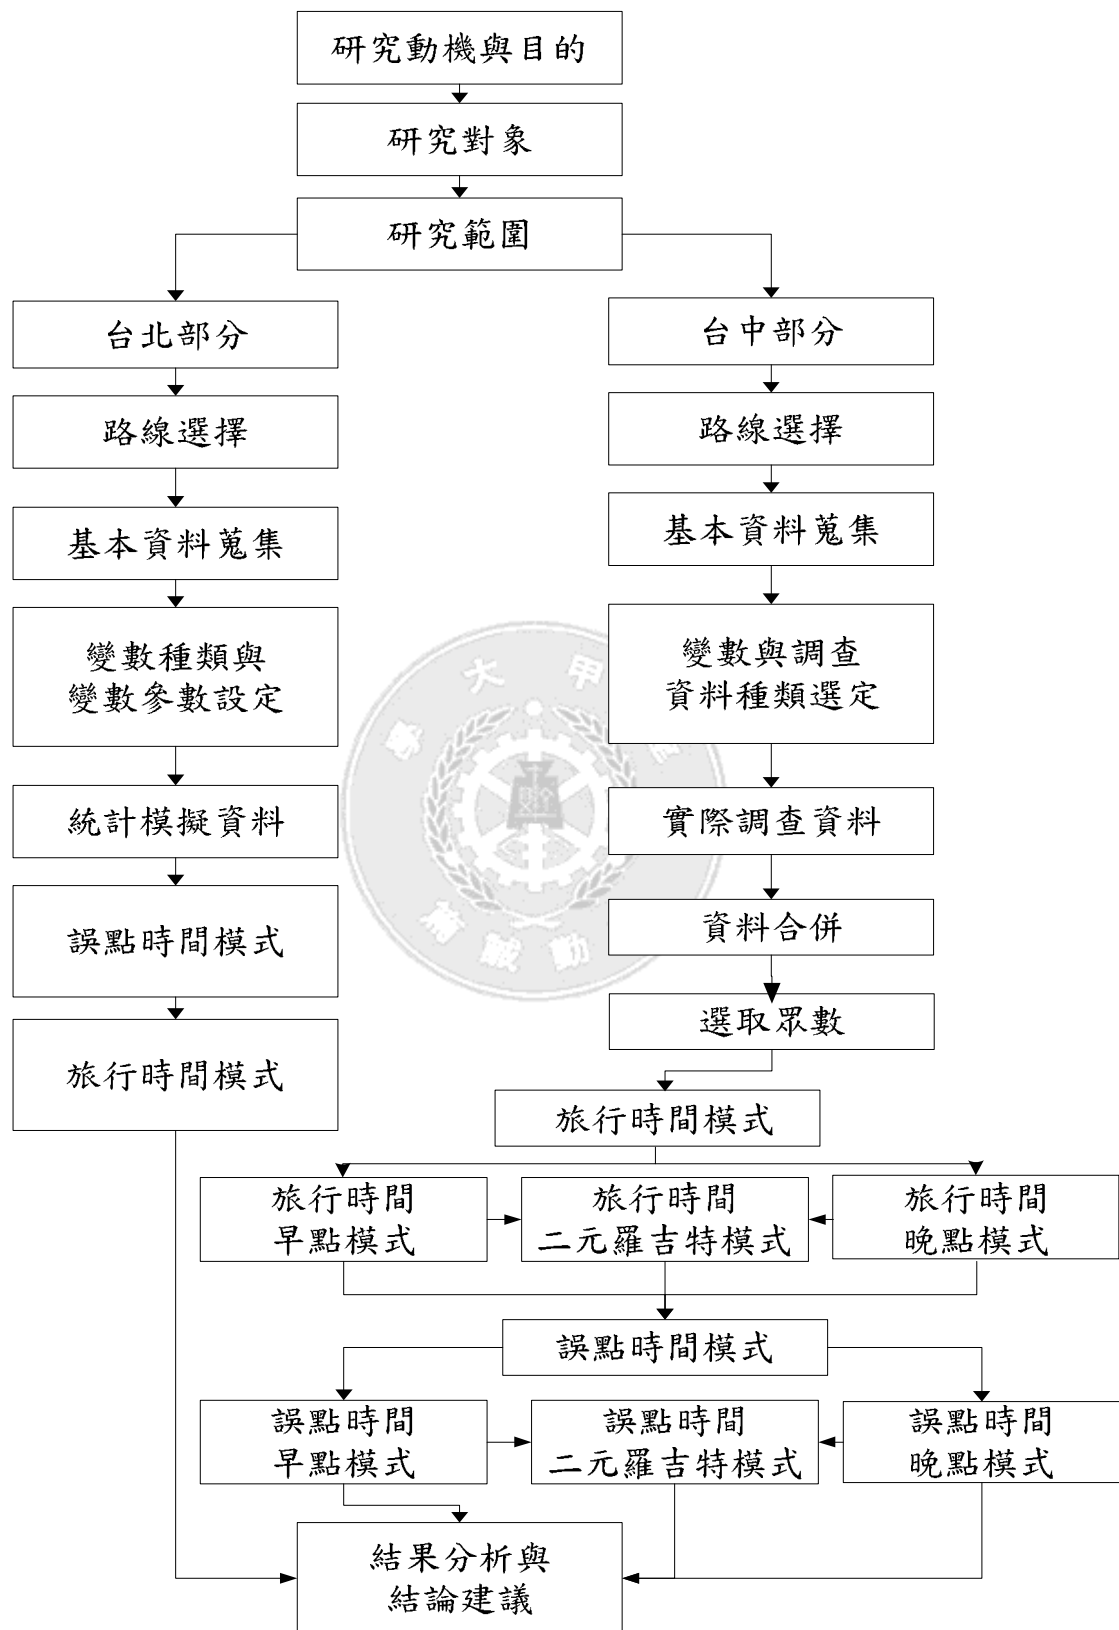 研究動機與目的
研究對象
研究範圍
台北部分
路線選擇
基本資料蒐集
變數種類與
變數參數設定
統計模擬資料
誤點時間模式
旅行時間模式
台中部分
路線選擇
基本資料蒐集
變數與調查
資料種類選定
實際調查資料
資料合併
選取眾數
旅行時間模式
旅行時間
早點模式
旅行時間
二元羅吉特模式
旅行時間
晚點模式
誤點時間模式
誤點時間
早點模式
誤點時間
二元羅吉特模式
誤點時間
晚點模式
結果分析與
結論建議
大 甲